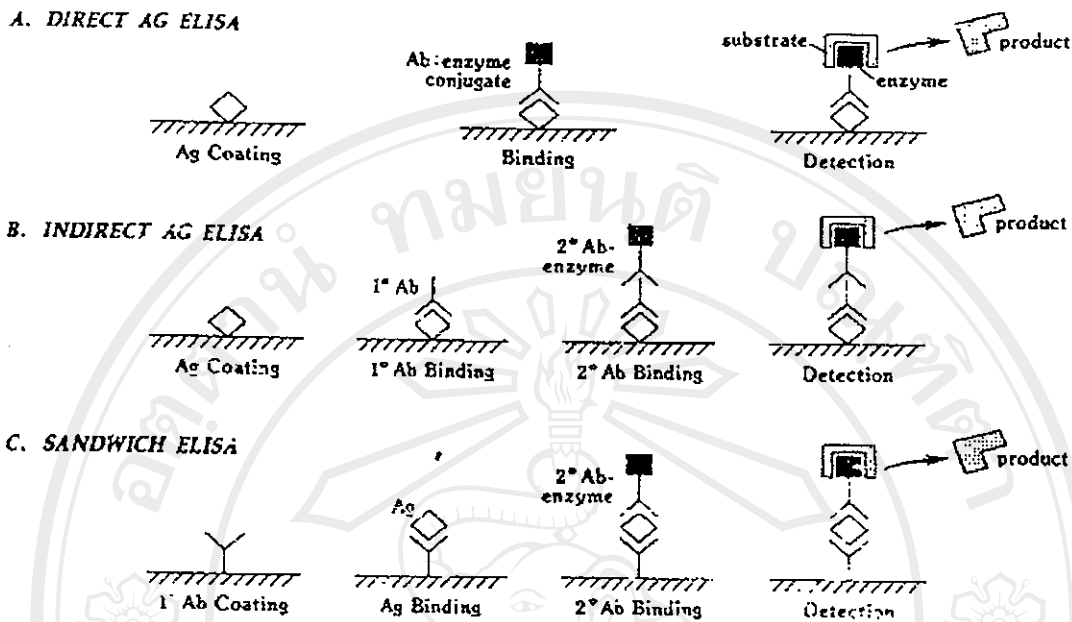 A. DIRECT AG ELISA
Ab:enzyme
conjugate
substrate
enzyme
product
Ag Coating
Binding
Detection
B. INDIRECT AG ELISA
1° Ab
2° Ab-
enzyme
product
Ag Coating
1° Ab Binding
2° Ab Binding
Detection
C. SANDWICH ELISA
Ag
2° Ab-
enzyme
product
1° Ab Coating
Ag Binding
2° Ab Binding
Detection